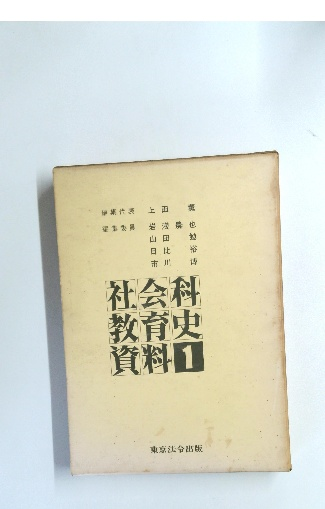 編集代表 上田 薫
編集委員 岩浅農也
山田 勉
日比 裕
市川 博
社会科
教育史
資料1
東京法令出版